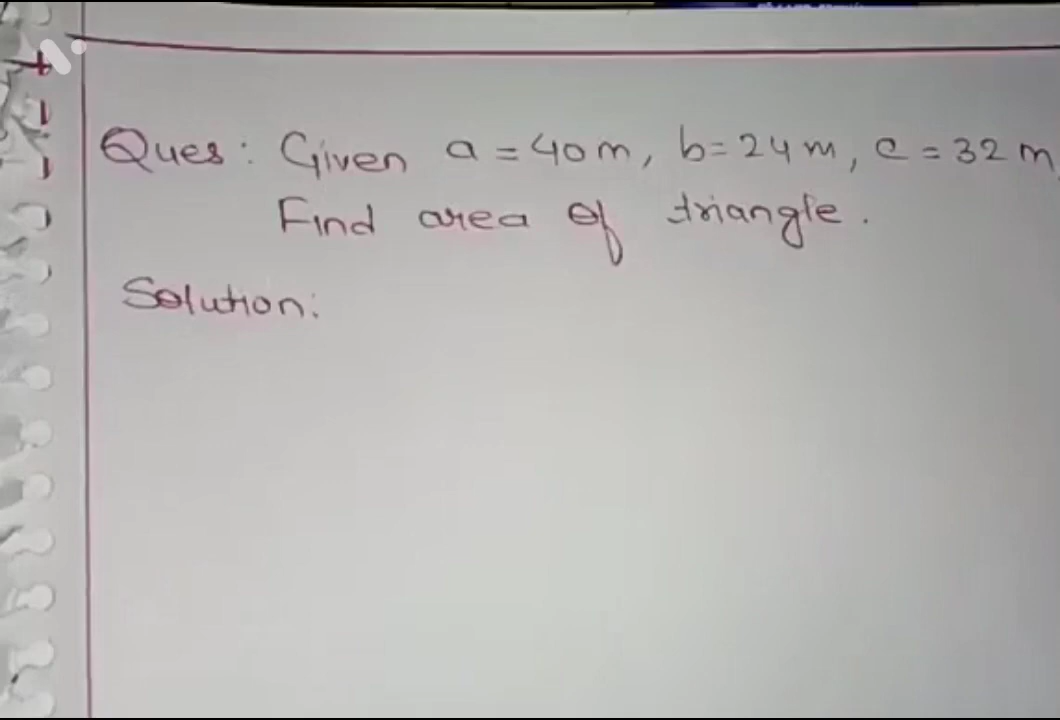 Ques: Given a = 40 m, b = 24 m, c = 32 m,
Find area of triangle.
Solution: